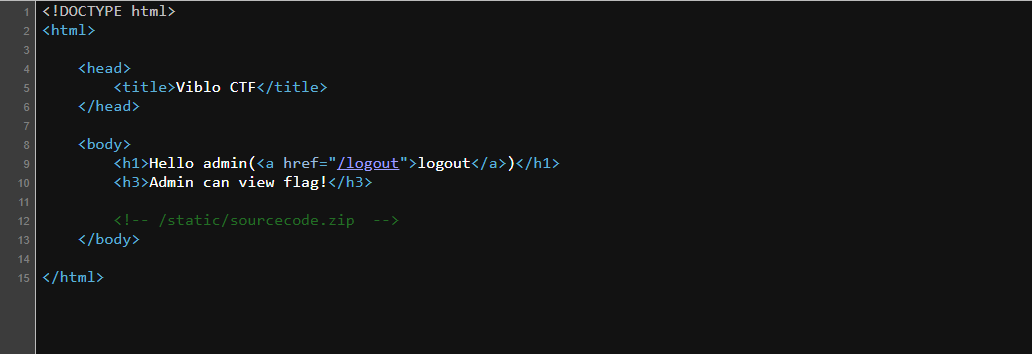 1 <!DOCTYPE html>
2 <html>
3
4 <head>
5 <title>Viblo CTF</title>
6 </head>
7
8 <body>
9 <h1>Hello admin(<a href="/logout">logout</a>)</h1>
10 <h3>Admin can view flag!</h3>
11
12 <!-- /static/sourcecode.zip  -->
13 </body>
14
15 </html>